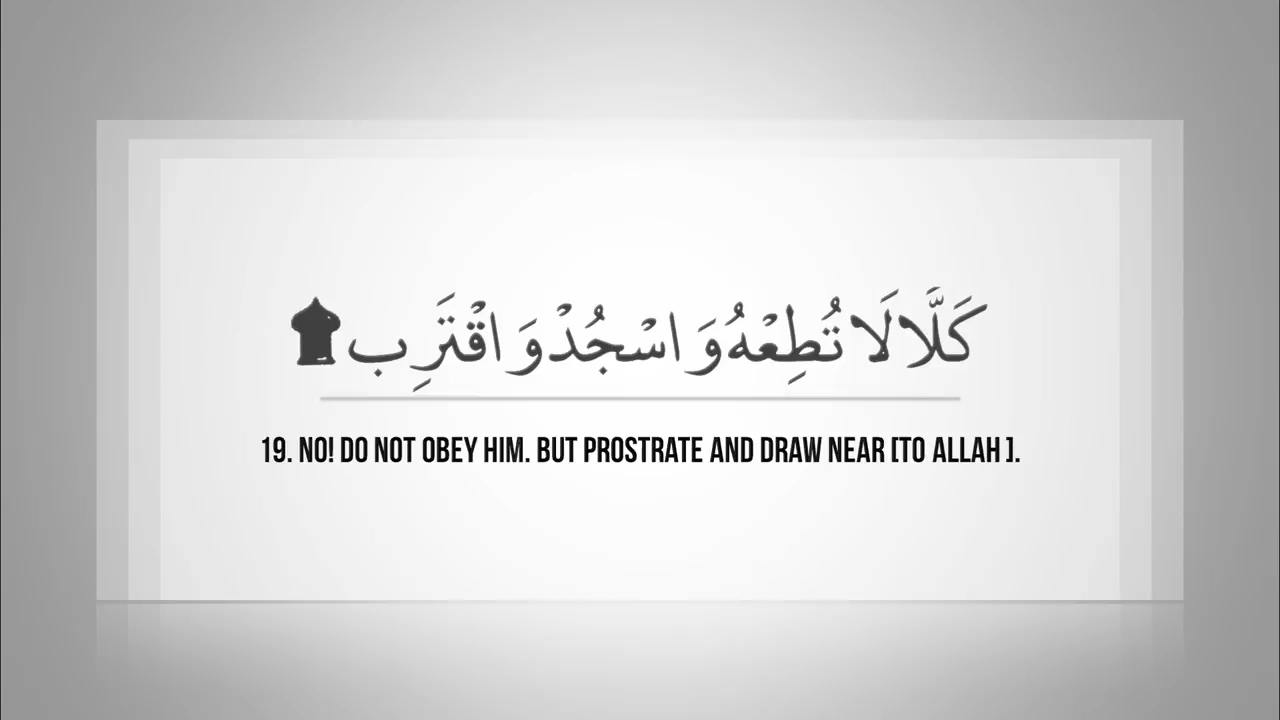 كَلَّا لَا تُطِعْهُ وَاسْجُدْ وَاقْتَرِب ۩
19. NO! DO NOT OBEY HIM. BUT PROSTRATE AND DRAW NEAR [TO ALLAH ].